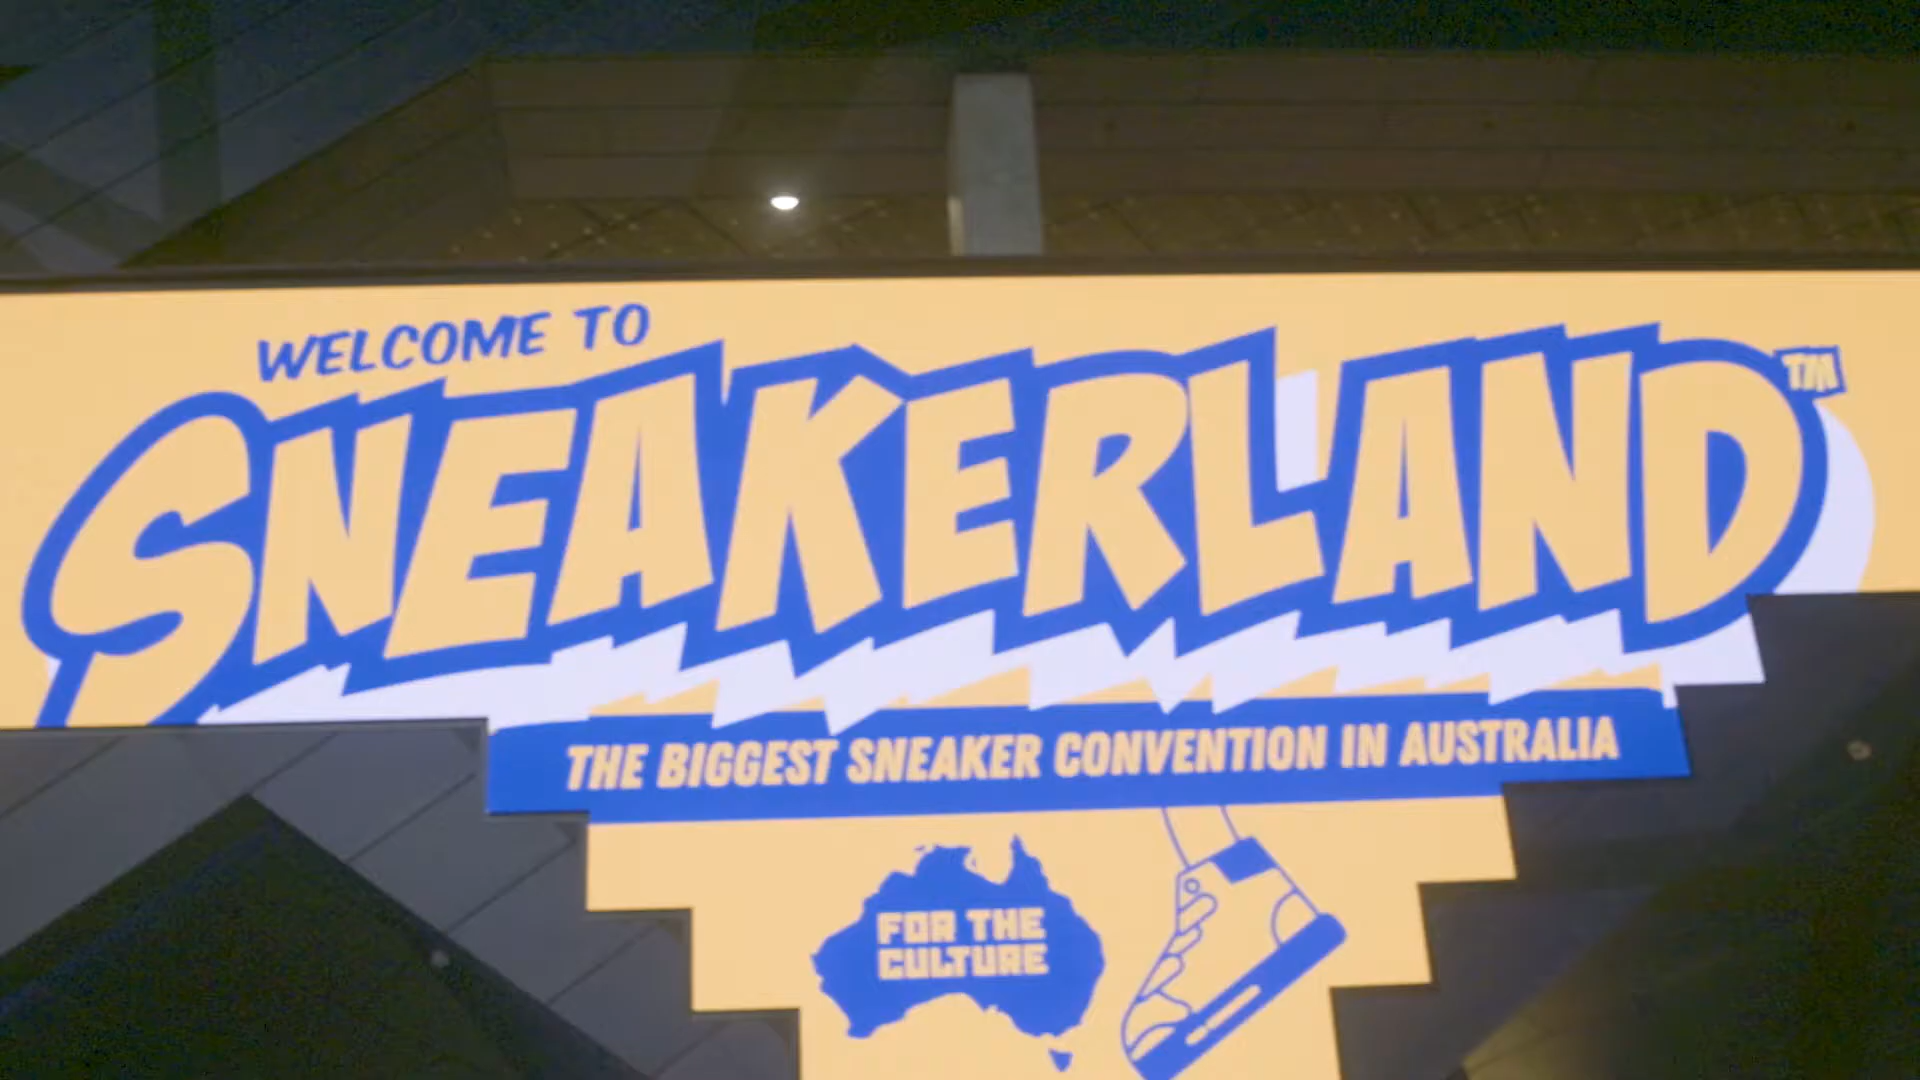 WELCOME TO
SNEAKERLAND™
THE BIGGEST SNEAKER CONVENTION IN AUSTRALIA
FOR THE
CULTURE